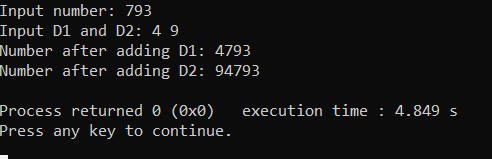 Input number: 793
Input D1 and D2: 4 9
Number after adding D1: 4793
Number after adding D2: 94793
Process returned 0 (0x0)   execution time : 4.849 s
Press any key to continue.